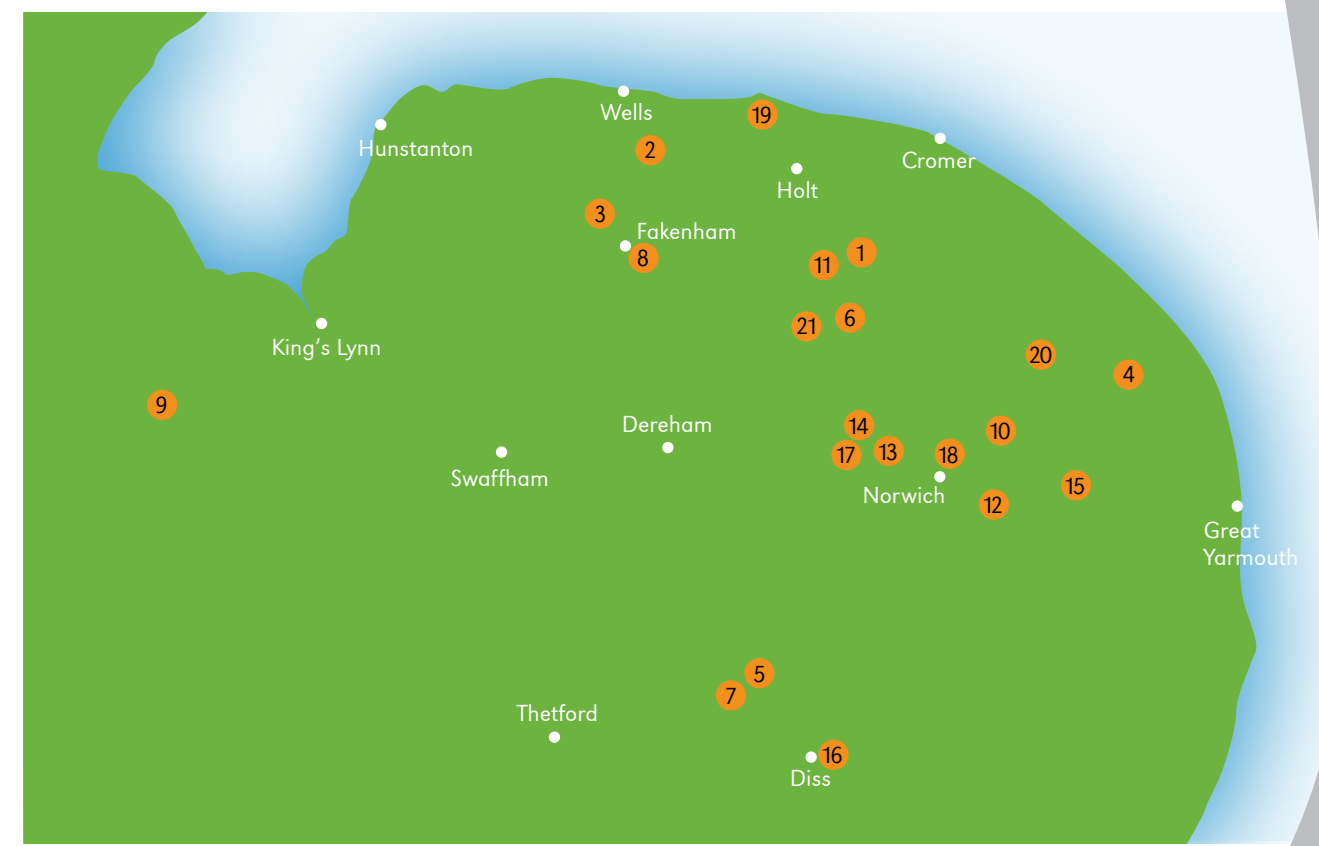 Wells
19
Hunstanton
2
Cromer
Holt
3
Fakenham
8
11
1
21
6
King's Lynn
20
4
9
Dereham
14
10
17
13
18
Swaffham
Norwich
15
12
Great
Yarmouth
5
7
Thetford
16
Diss